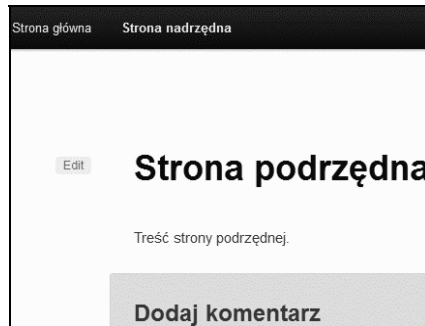 Strona główna Strona nadrzędna
Edit
Strona podrzędna
Treść strony podrzędnej.
Dodaj komentarz